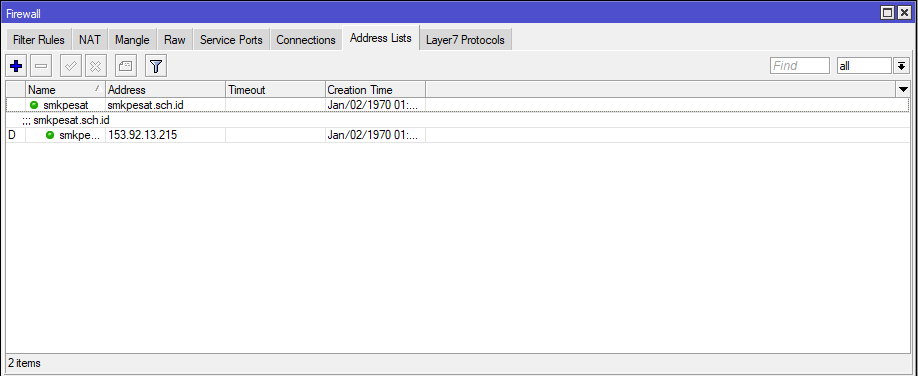 Firewall
Filter Rules NAT Mangle Raw Service Ports Connections Address Lists Layer7 Protocols
Find all
Name Address Timeout Creation Time
smkpesat smkpesat.sch.id Jan/02/1970 01:...
;;; smkpesat.sch.id
D smkpe... 153.92.13.215 Jan/02/1970 01:...
2 items